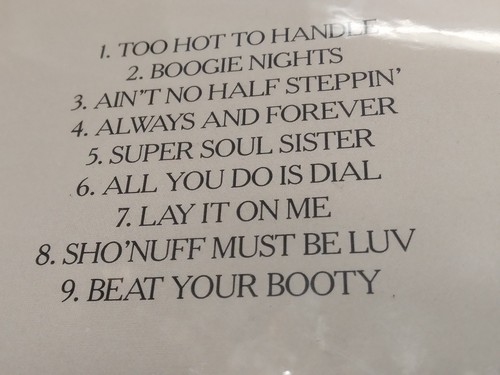 1. TOO HOT TO HANDLE
2. BOOGIE NIGHTS
3. AIN'T NO HALF STEPPIN'
4. ALWAYS AND FOREVER
5. SUPER SOUL SISTER
6. ALL YOU DO IS DIAL
7. LAY IT ON ME
8. SHO'NUFF MUST BE LUV
9. BEAT YOUR BOOTY